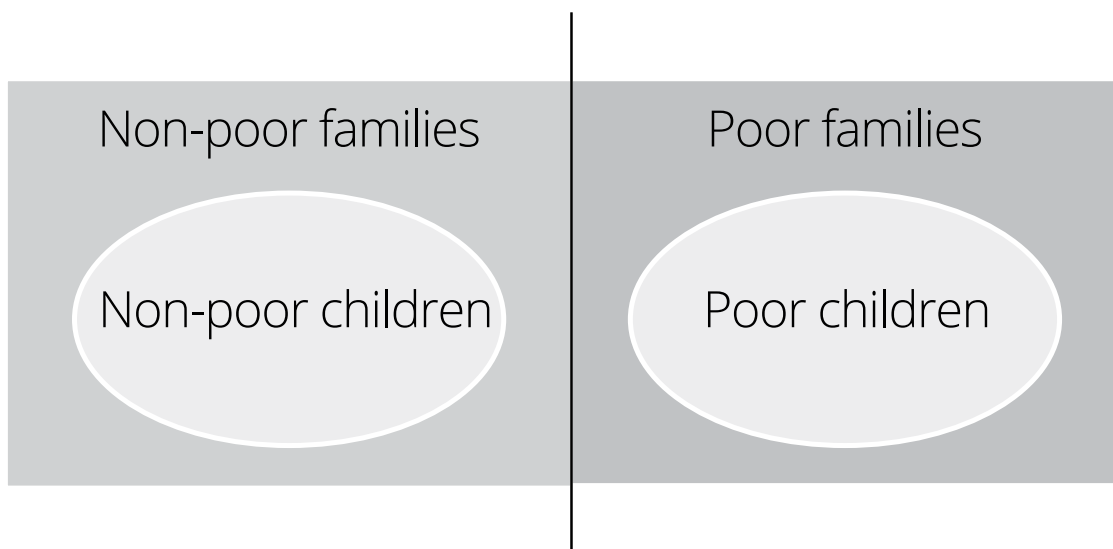 Non-poor families
Poor families
Non-poor children
Poor children